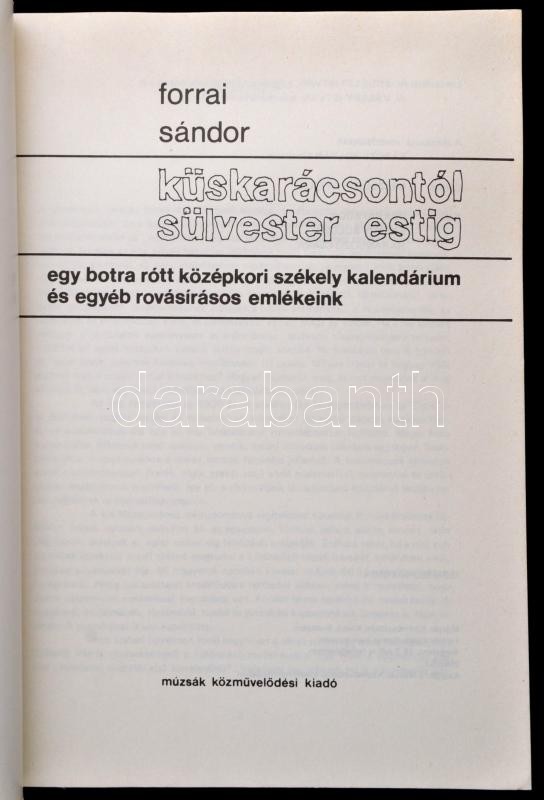 forrai
sándor
küskarácsontól
sülvester estig
egy botra rótt középkori székely kalendárium
és egyéb rovásírásos emlékeink
darabanth
múzsák közművelődési kiadó